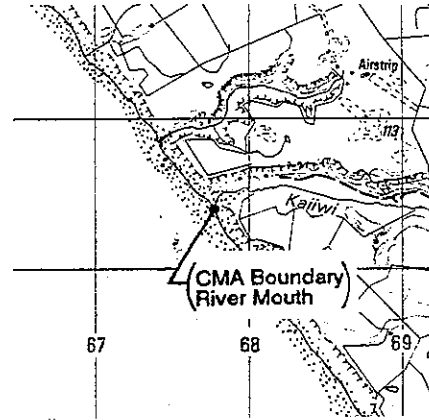 Airstrip
113
Kaiiwi
(CMA Boundary
River Mouth)
67 68 69